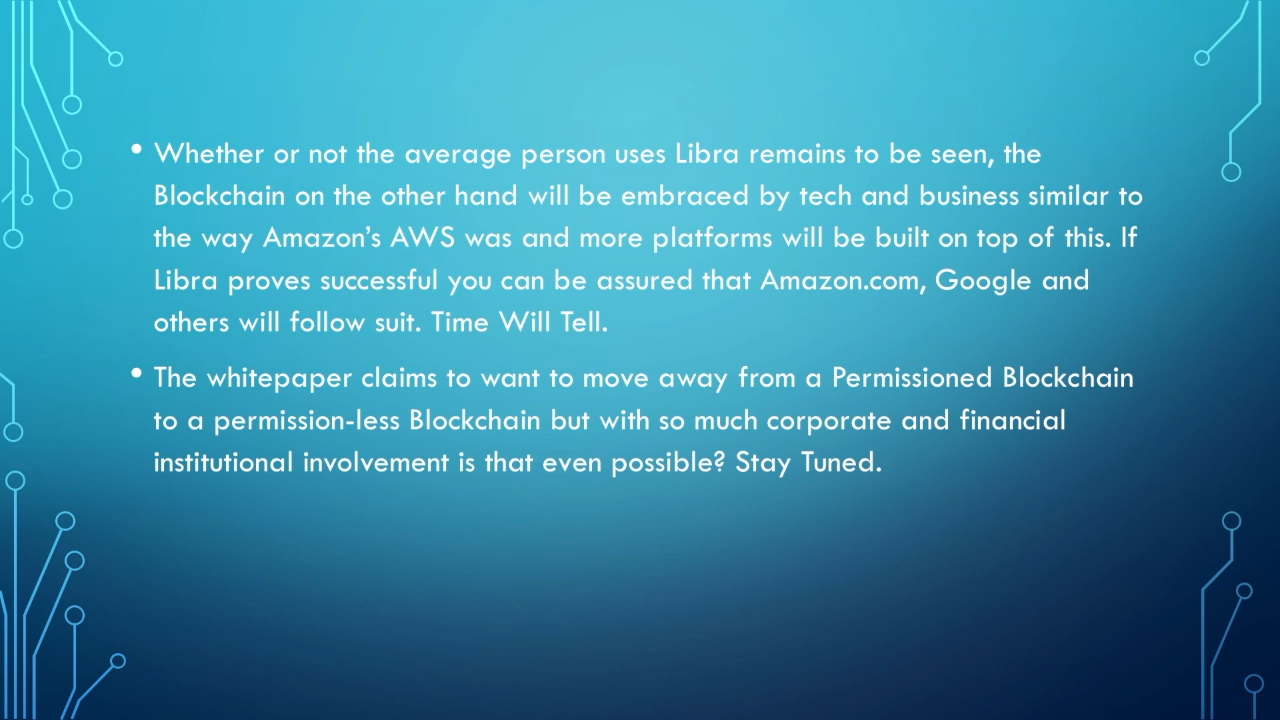 • Whether or not the average person uses Libra remains to be seen, the
Blockchain on the other hand will be embraced by tech and business similar to
the way Amazon’s AWS was and more platforms will be built on top of this. If
Libra proves successful you can be assured that Amazon.com, Google and
others will follow suit. Time Will Tell.
• The whitepaper claims to want to move away from a Permissioned Blockchain
to a permission-less Blockchain but with so much corporate and financial
institutional involvement is that even possible? Stay Tuned.